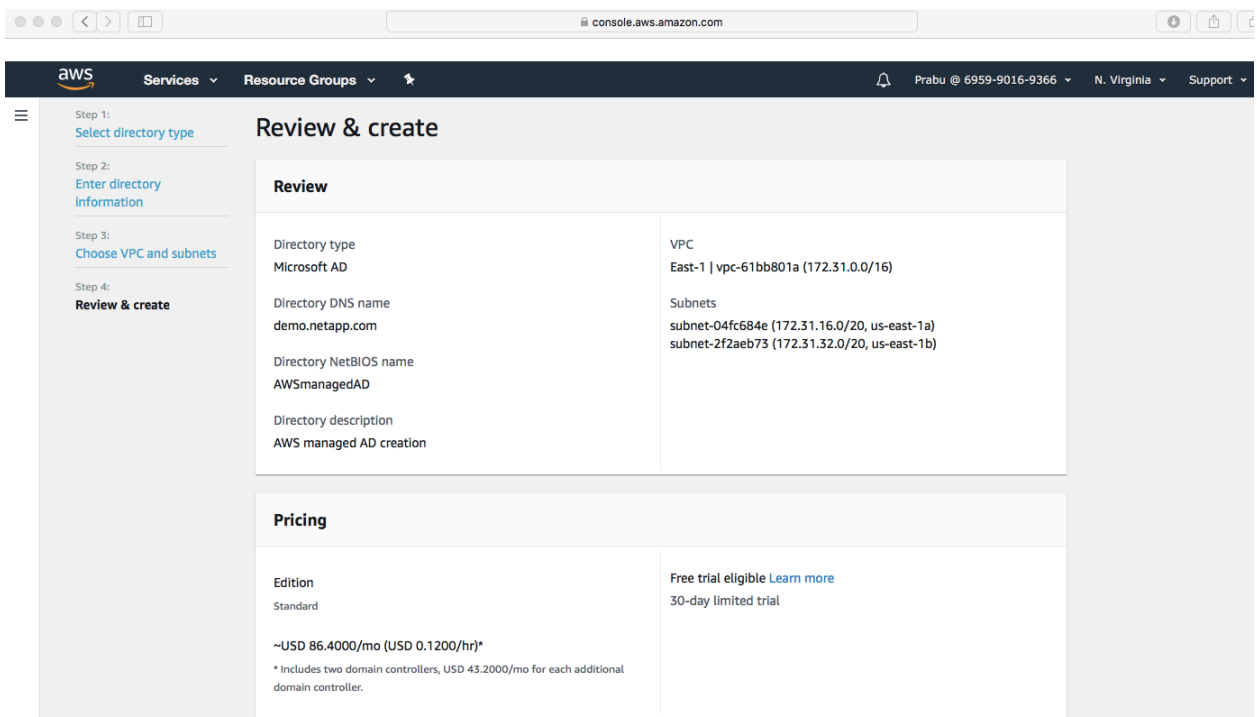 console.aws.amazon.com
aws Services Resource Groups Prabu @ 6959-9016-9366 N. Virginia Support
Step 1:
Select directory type
Step 2:
Enter directory
information
Step 3:
Choose VPC and subnets
Step 4:
Review & create
Review & create
Review
Directory type
Microsoft AD
Directory DNS name
demo.netapp.com
Directory NetBIOS name
AWSmanagedAD
Directory description
AWS managed AD creation
VPC
East-1 | vpc-61bb801a (172.31.0.0/16)
Subnets
subnet-04fc684e (172.31.16.0/20, us-east-1a)
subnet-2f2aeb73 (172.31.32.0/20, us-east-1b)
Pricing
Edition
Standard
~USD 86.4000/mo (USD 0.1200/hr)*
* Includes two domain controllers, USD 43.2000/mo for each additional
domain controller.
Free trial eligible Learn more
30-day limited trial